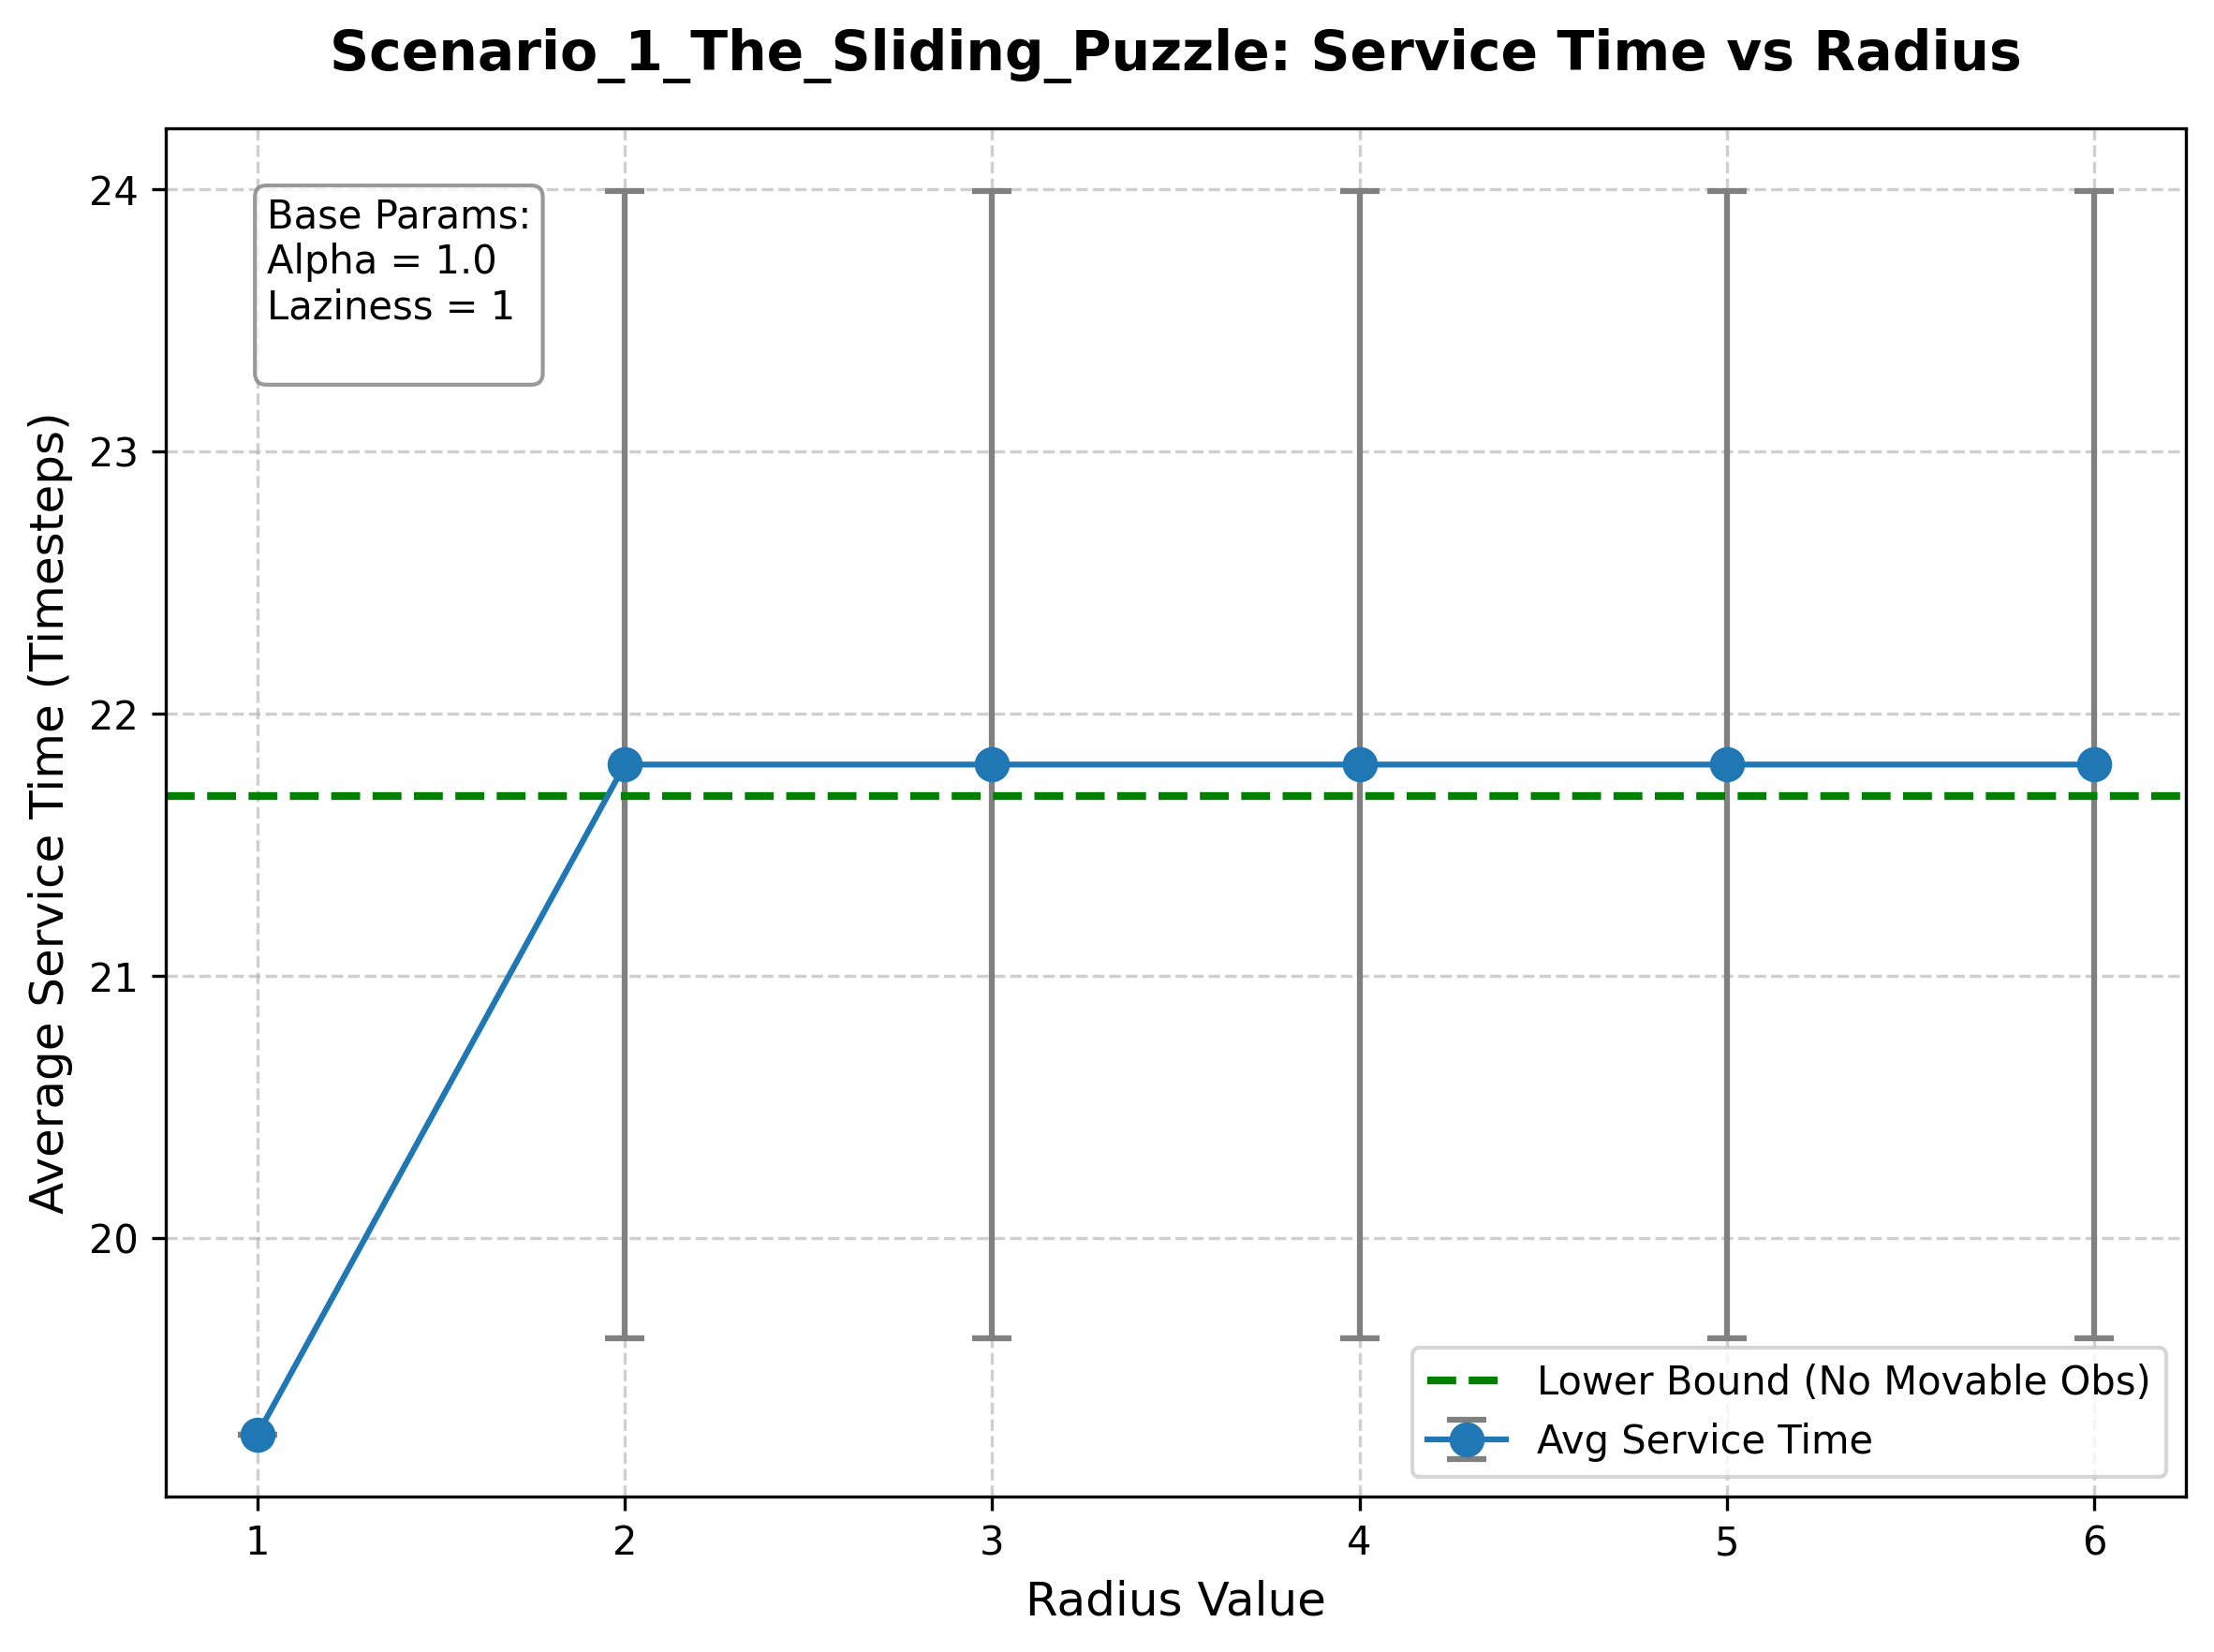 Scenario_1_The_Sliding_Puzzle: Service Time vs Radius
Base Params:
Alpha = 1.0
Laziness = 1
Average Service Time (Timesteps)
24
23
22
21
20
Lower Bound (No Movable Obs)
Avg Service Time
1 2 3 4 5 6
Radius Value